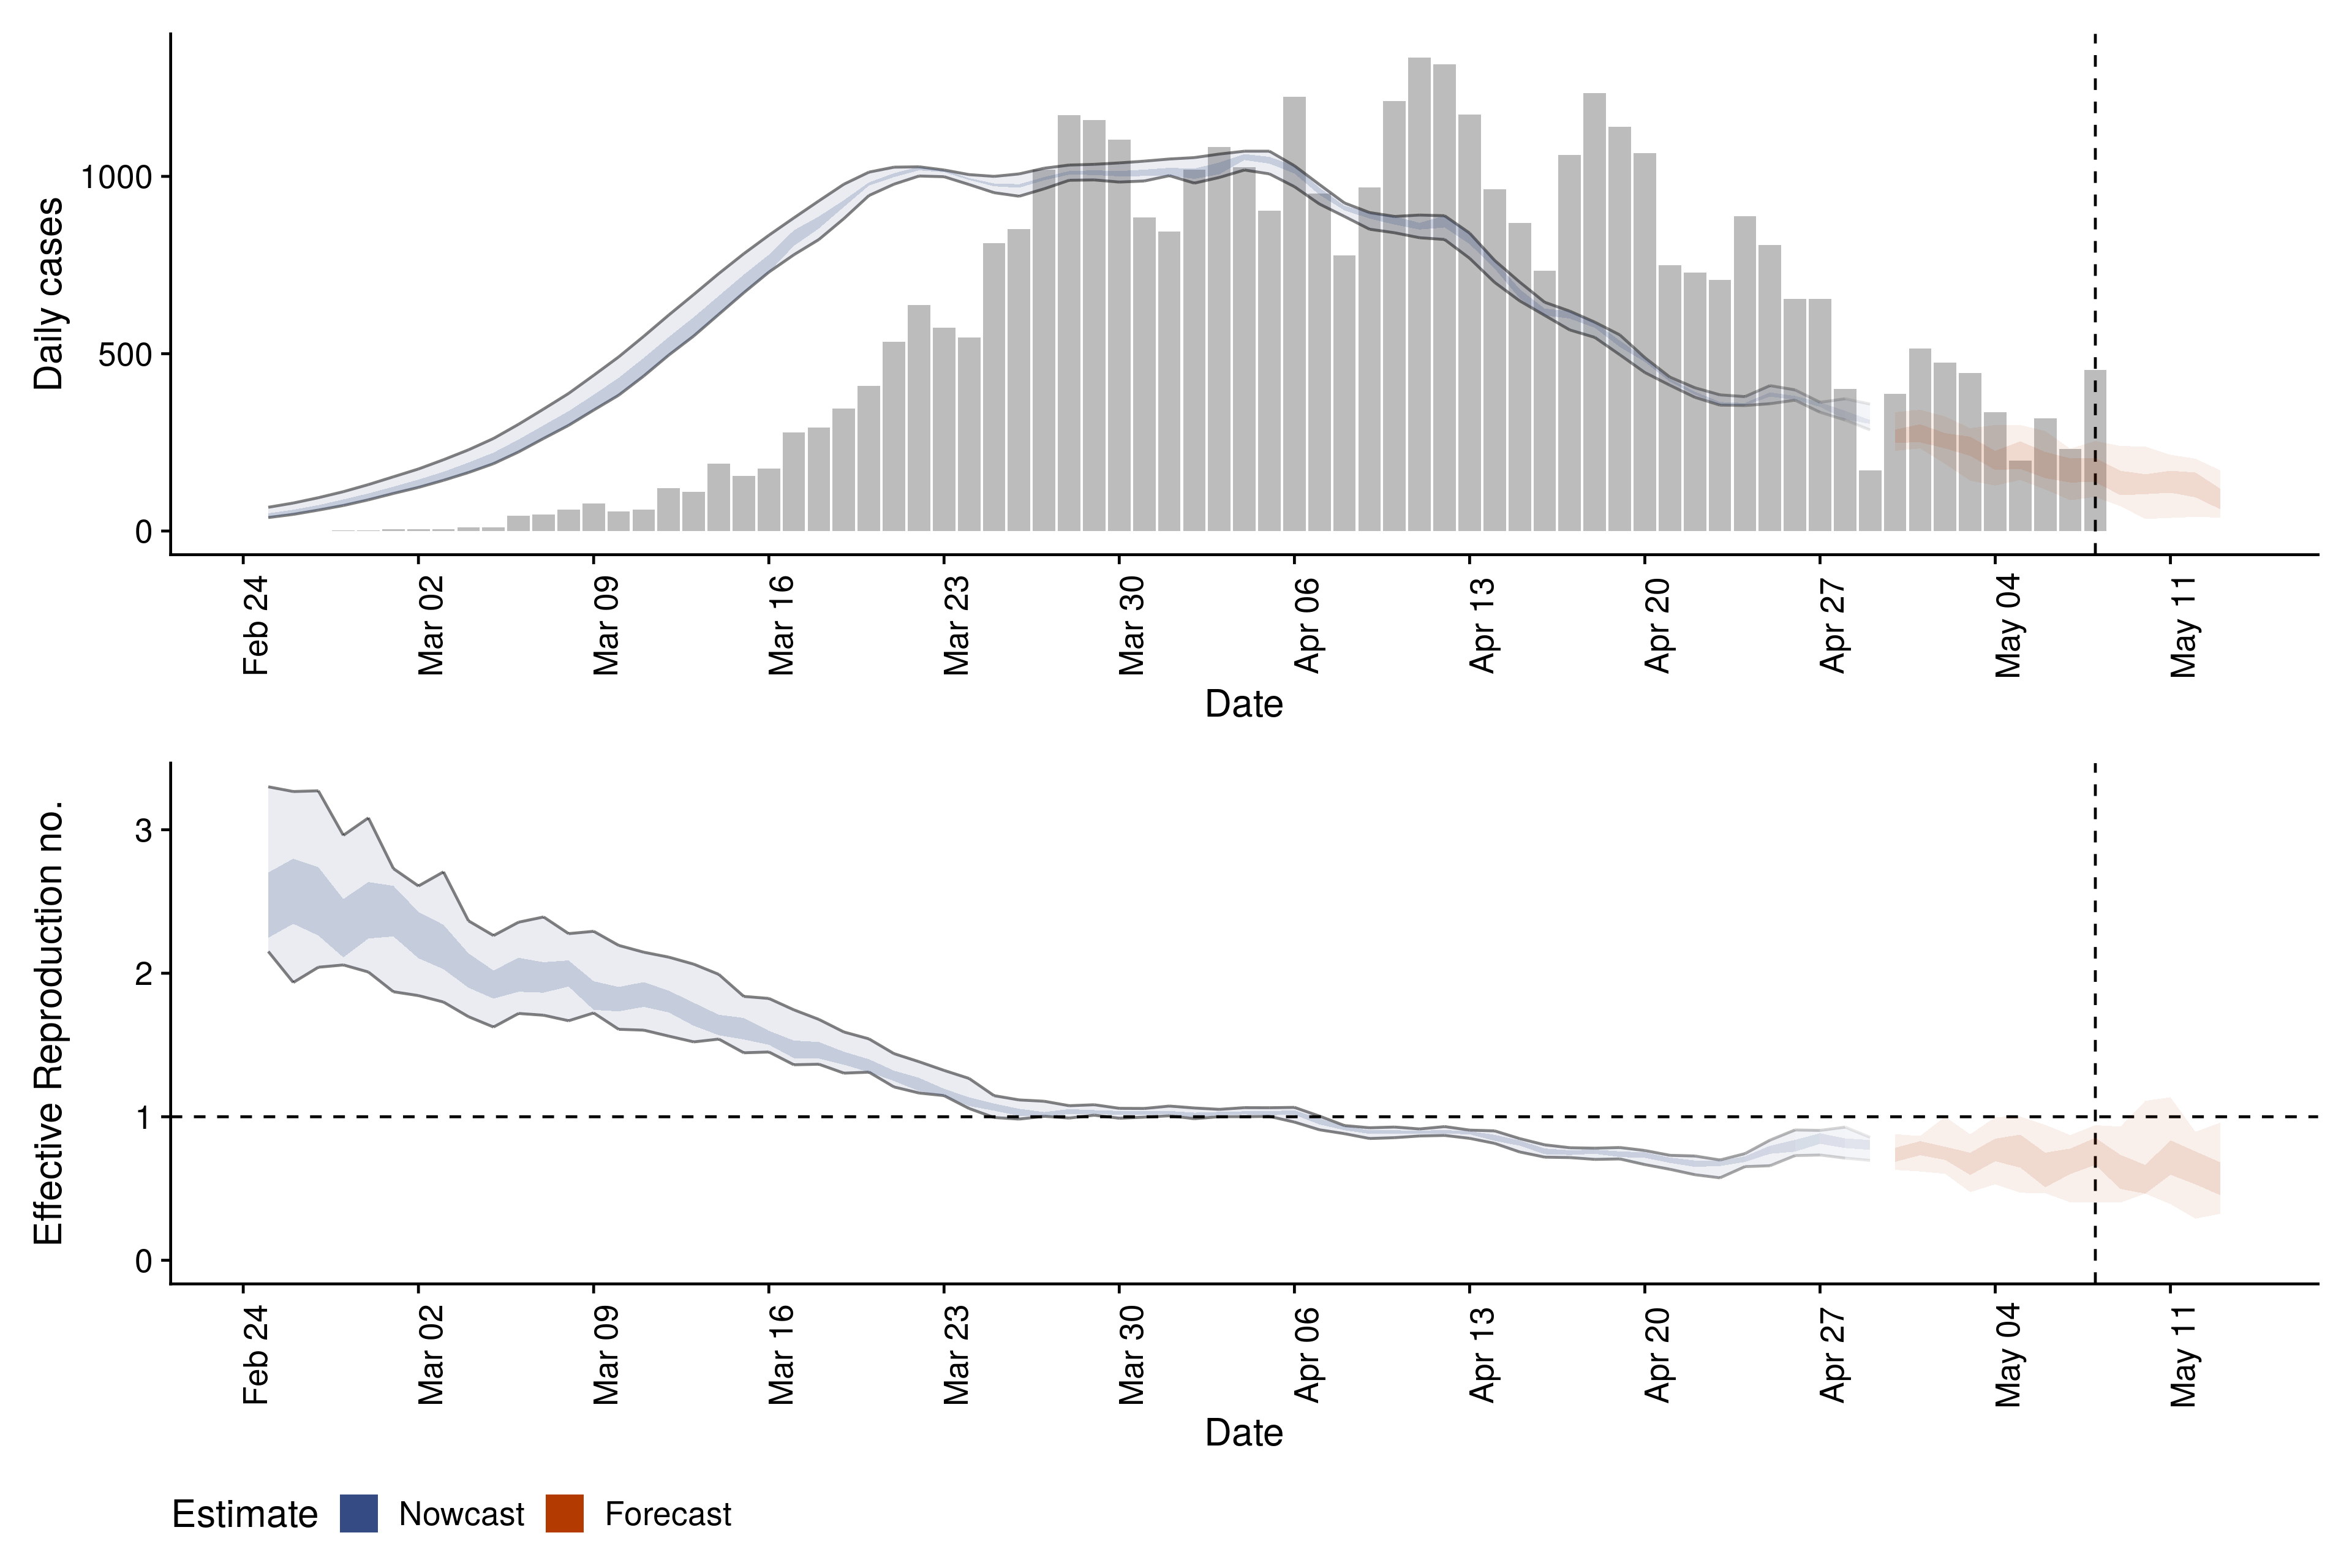 Daily cases
1000
500
0
Feb 24
Mar 02
Mar 09
Mar 16
Mar 23
Mar 30
Apr 06
Apr 13
Apr 20
Apr 27
May 04
May 11
Date
Effective Reproduction no.
3
2
1
0
Feb 24
Mar 02
Mar 09
Mar 16
Mar 23
Mar 30
Apr 06
Apr 13
Apr 20
Apr 27
May 04
May 11
Date
Estimate Nowcast Forecast